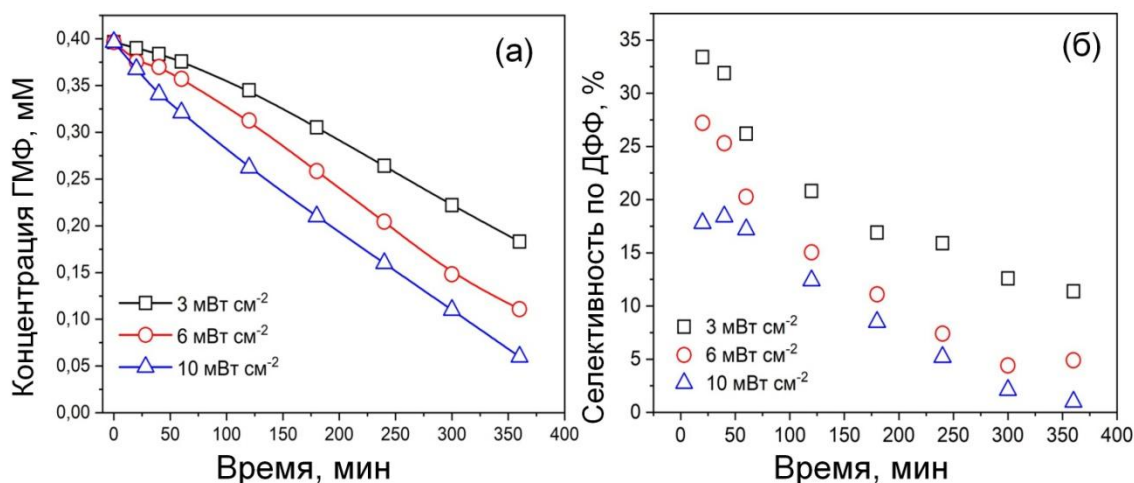 (а)
Концентрация ГМФ, мМ
0,40
0,35
0,30
0,25
0,20
0,15
0,10
0,05
0,00
3 мВт см-2
6 мВт см-2
10 мВт см-2
0 50 100 150 200 250 300 350 400
Время, мин
(б)
Селективность по ДФФ, %
35
30
25
20
15
10
5
0
3 мВт см-2
6 мВт см-2
10 мВт см-2
0 50 100 150 200 250 300 350 400
Время, мин